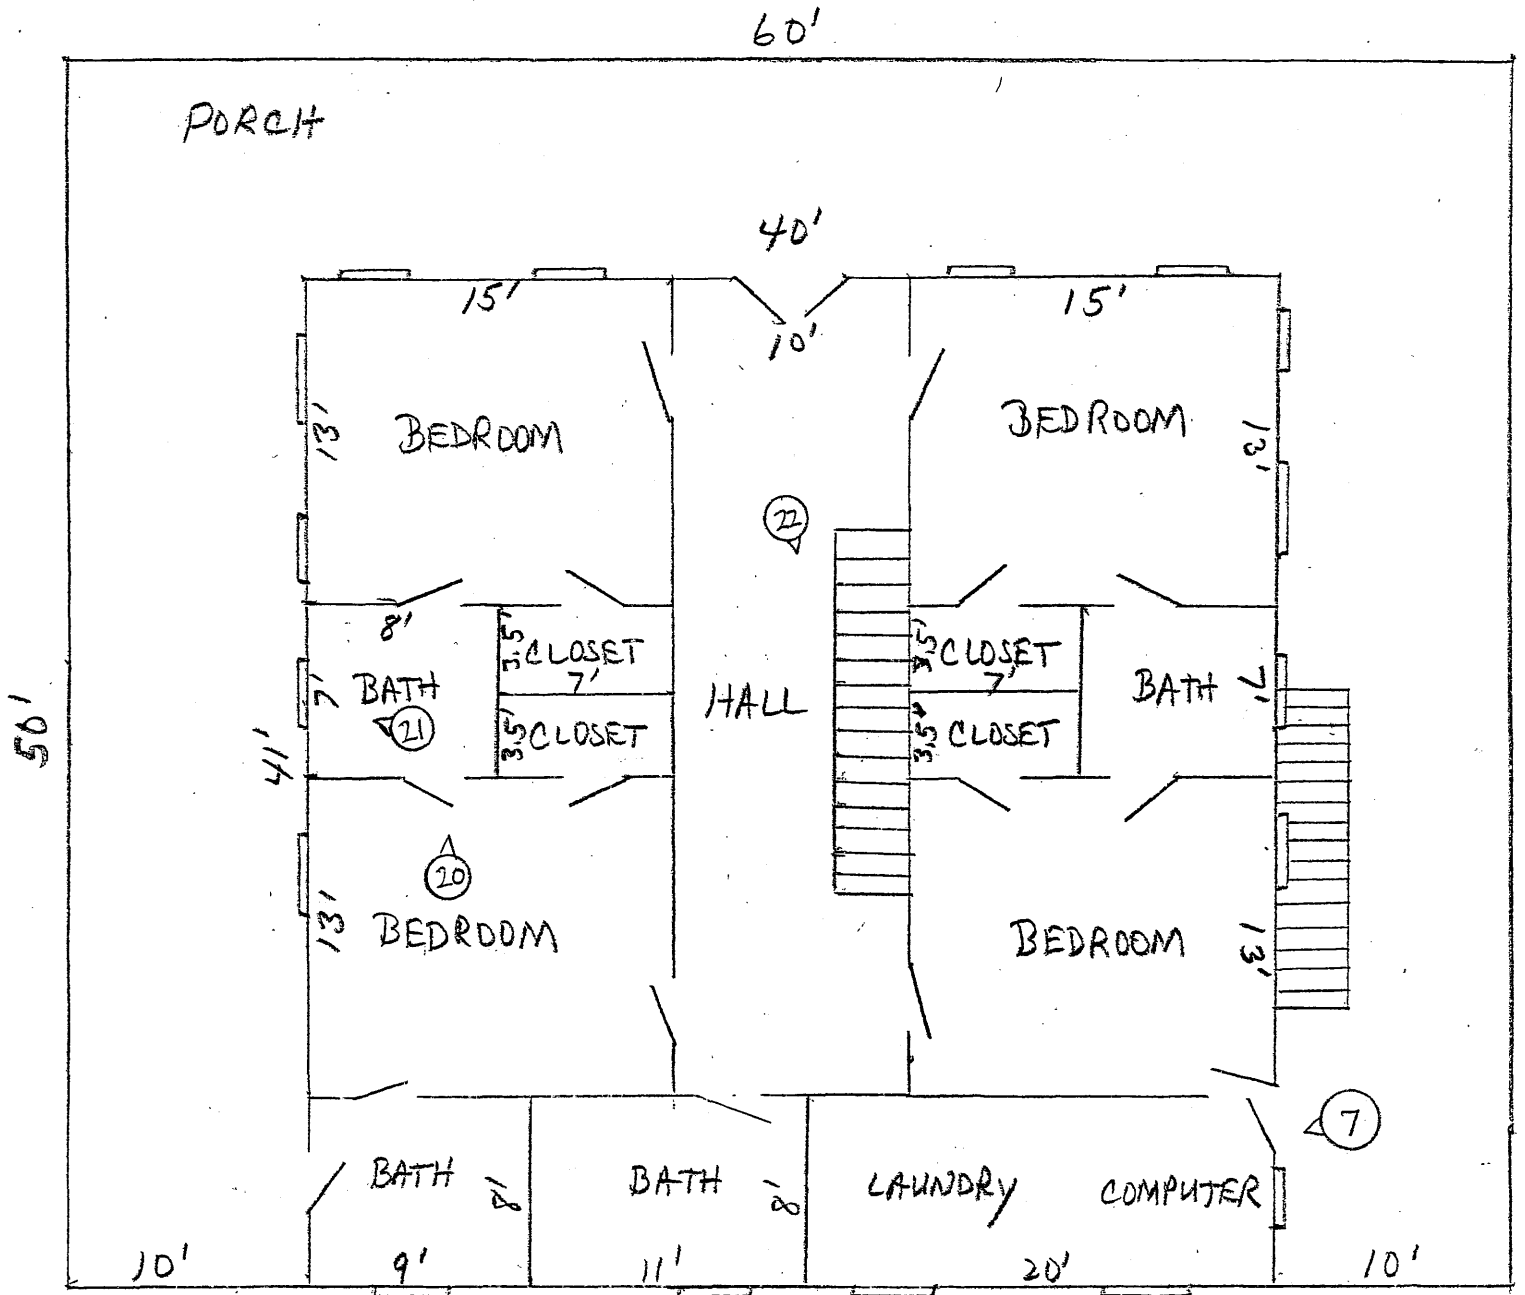 60'
PORCH
40'
15'
10'
15'
13'
BEDROOM
BEDROOM
13'
22
8'
3.5'
CLOSET
7'
3.5'
CLOSET
7'
7'
BATH
HALL
BATH
7'
21
3.5'
CLOSET
3.5'
CLOSET
50'
41'
20
13'
BEDROOM
BEDROOM
13'
7
BATH
8'
BATH
8'
LAUNDRY
COMPUTER
10'
9'
11'
20'
10'